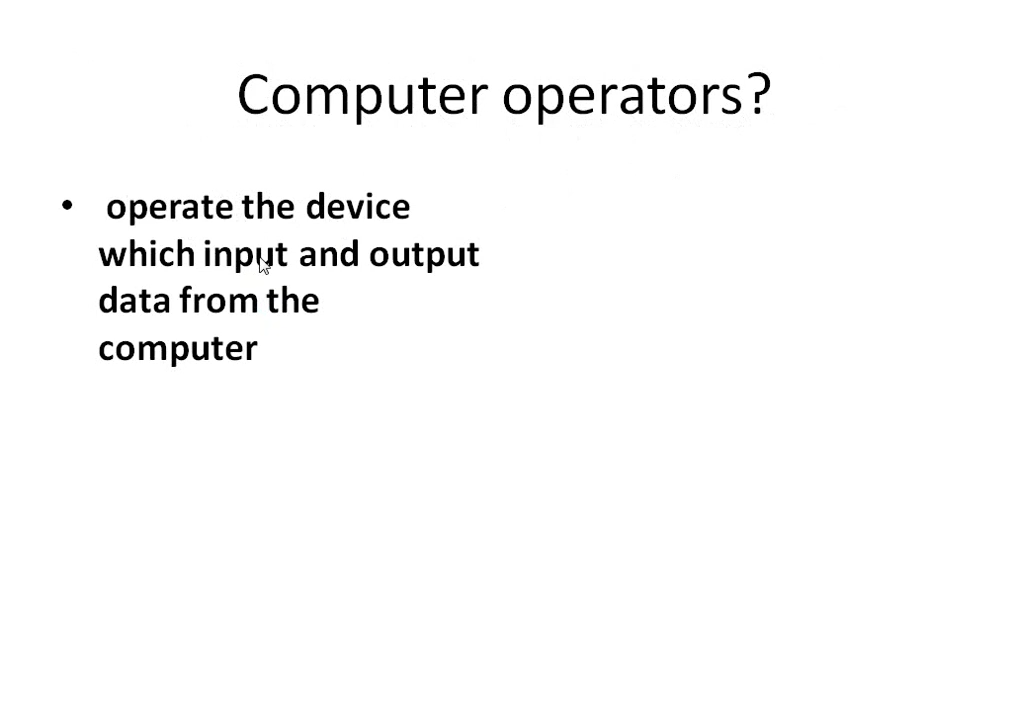 Computer operators?
• operate the device
which input and output
data from the
computer